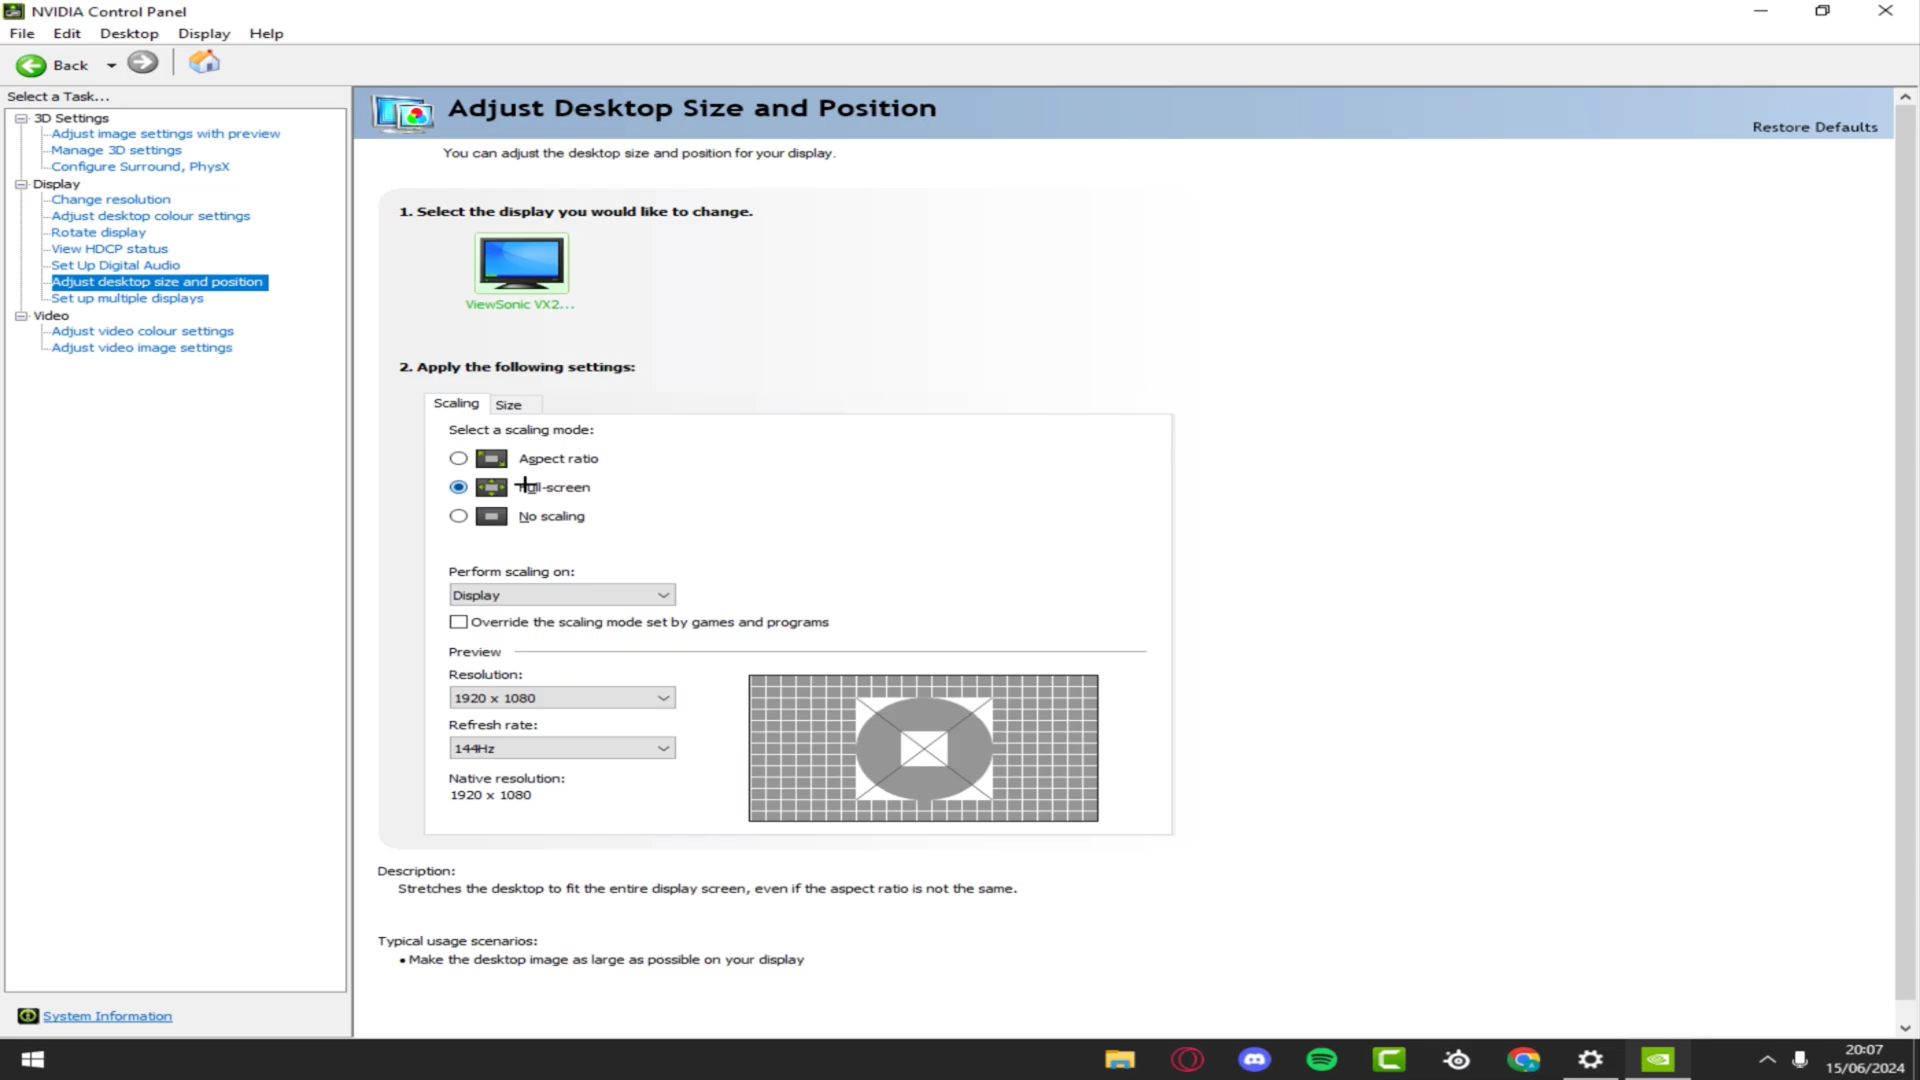 NVIDIA Control Panel
File Edit Desktop Display Help
Back
Select a Task...
3D Settings
Adjust image settings with preview
Manage 3D settings
Configure Surround, PhysX
Display
Change resolution
Adjust desktop colour settings
Rotate display
View HDCP status
Set Up Digital Audio
Adjust desktop size and position
Set up multiple displays
Video
Adjust video colour settings
Adjust video image settings
System Information
Adjust Desktop Size and Position
Restore Defaults
You can adjust the desktop size and position for your display.
1. Select the display you would like to change.
ViewSonic VX2...
2. Apply the following settings:
Scaling Size
Select a scaling mode:
Aspect ratio
Full-screen
No scaling
Perform scaling on:
Display
Override the scaling mode set by games and programs
Preview
Resolution:
1920 x 1080
Refresh rate:
144Hz
Native resolution:
1920 x 1080
Description:
Stretches the desktop to fit the entire display screen, even if the aspect ratio is not the same.
Typical usage scenarios:
• Make the desktop image as large as possible on your display
20:07
15/06/2024